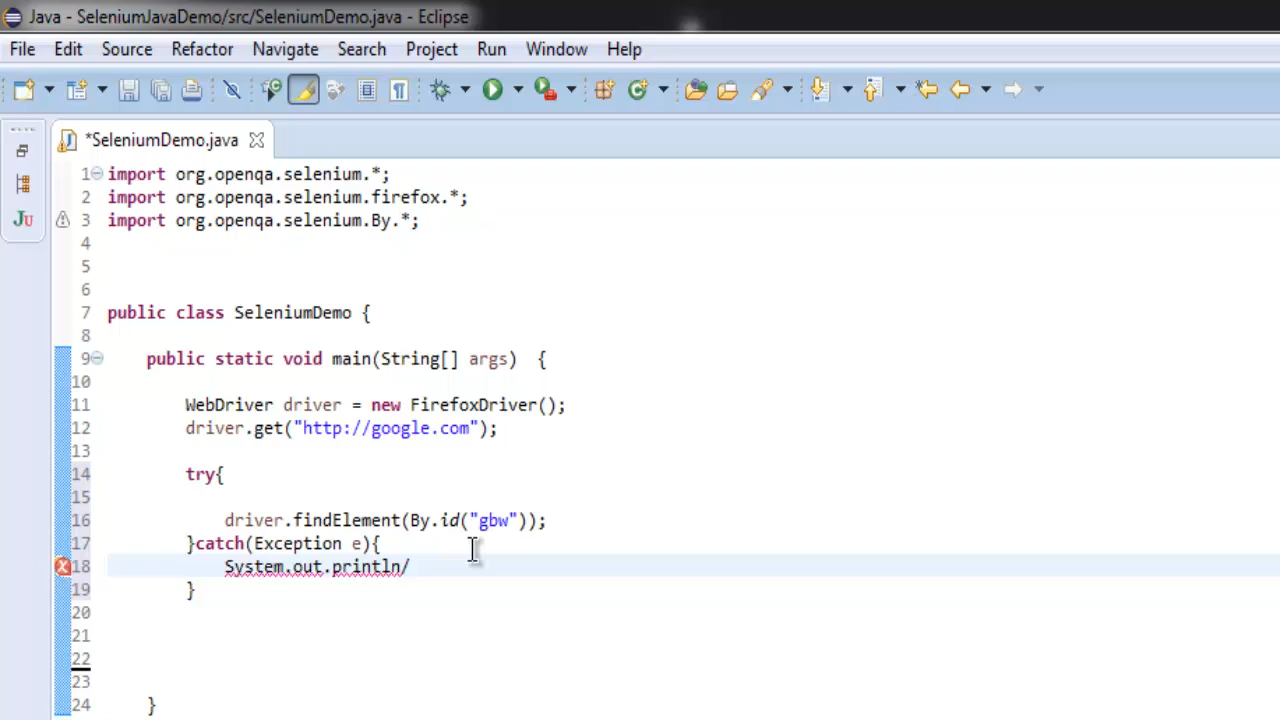 Java - SeleniumJavaDemo/src/SeleniumDemo.java - Eclipse
File Edit Source Refactor Navigate Search Project Run Window Help
*SeleniumDemo.java
1 import org.openqa.selenium.*;
2 import org.openqa.selenium.firefox.*;
3 import org.openqa.selenium.By.*;
4
5
6
7 public class SeleniumDemo {
8
9 public static void main(String[] args) {
10
11 WebDriver driver = new FirefoxDriver();
12 driver.get("http://google.com");
13
14 try{
15
16 driver.findElement(By.id("gbw"));
17 }catch(Exception e){
18 System.out.println/
19 }
20
21
22
23
24 }
JU